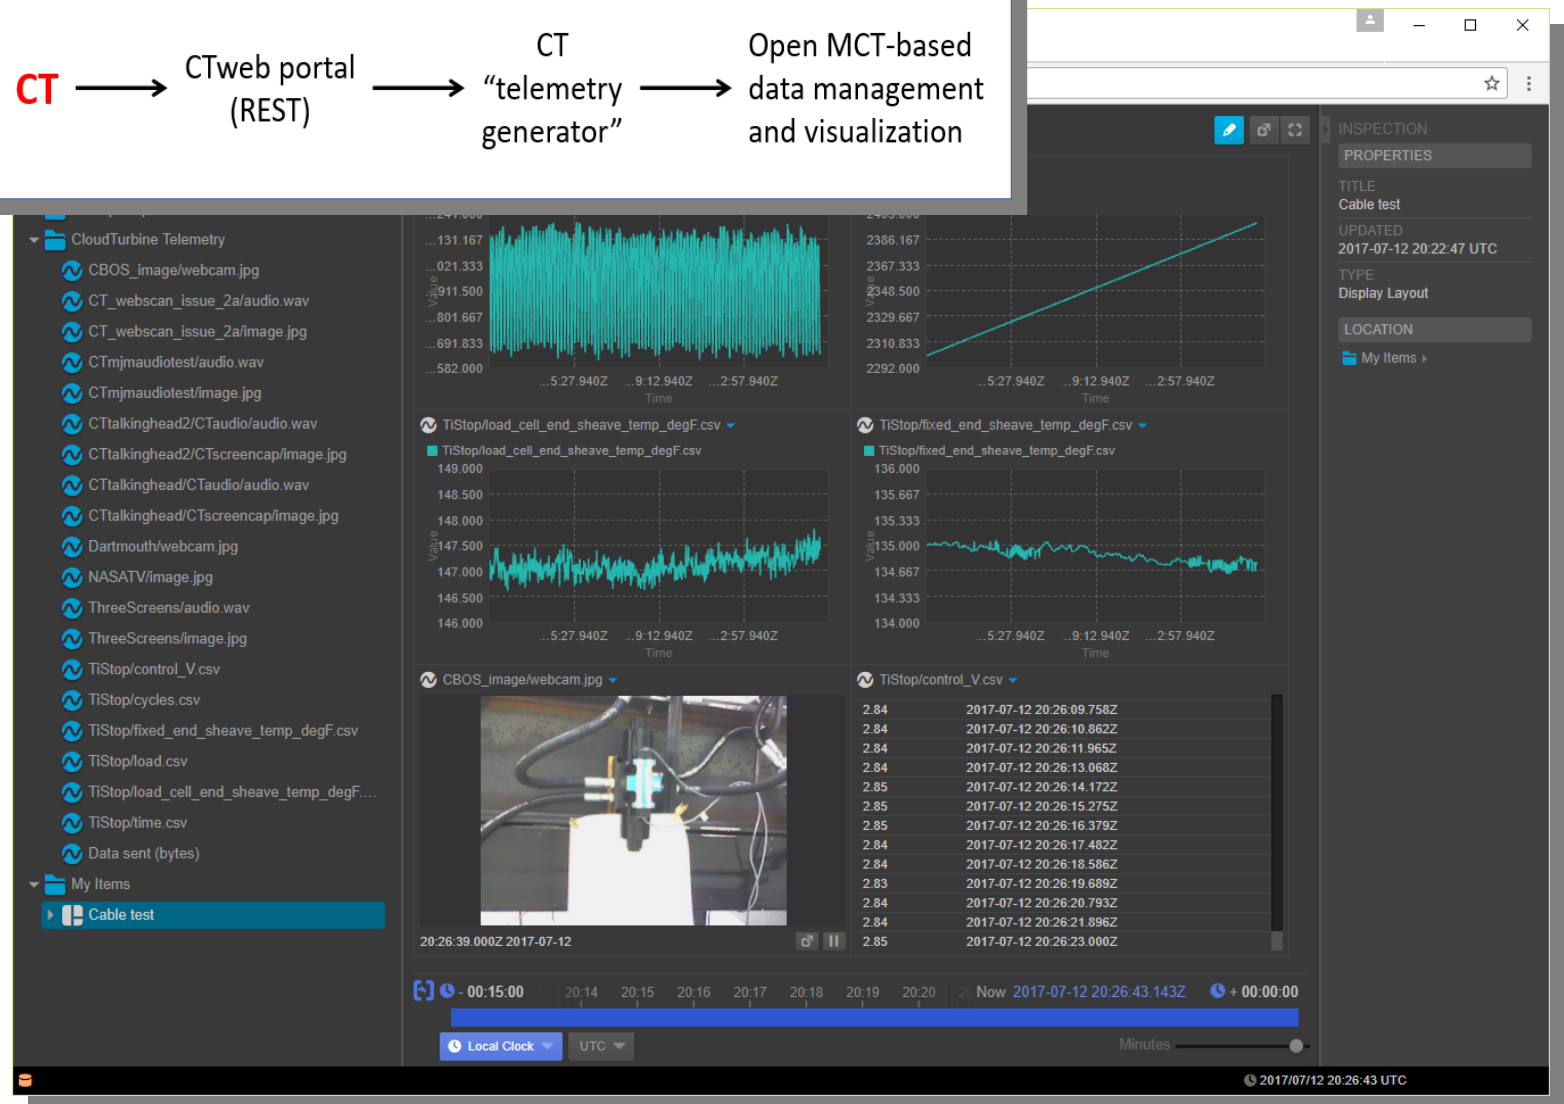 CT
CTweb portal
(REST)
CT
“telemetry
generator”
Open MCT-based
data management
and visualization
CloudTurbine Telemetry
CBOS_image/webcam.jpg
CT_webscan_issue_2a/audio.wav
CT_webscan_issue_2a/image.jpg
CTmjmaudiotest/audio.wav
CTmjmaudiotest/image.jpg
CTtalkinghead2/CTaudio/audio.wav
CTtalkinghead2/CTscreencap/image.jpg
CTtalkinghead/CTaudio/audio.wav
CTtalkinghead/CTscreencap/image.jpg
Dartmouth/webcam.jpg
NASATV/image.jpg
ThreeScreens/audio.wav
ThreeScreens/image.jpg
TiStop/control_V.csv
TiStop/cycles.csv
TiStop/fixed_end_sheave_temp_degF.csv
TiStop/load.csv
TiStop/load_cell_end_sheave_temp_degF....
TiStop/time.csv
Data sent (bytes)
My Items
Cable test
...131.167
...021.333
...911.500
...801.667
...691.833
...582.000
Value
...5:27.940Z ...9:12.940Z ...2:57.940Z
Time
2386.167
2367.333
2348.500
2329.667
2310.833
2292.000
Value
...5:27.940Z ...9:12.940Z ...2:57.940Z
Time
TiStop/load_cell_end_sheave_temp_degF.csv
TiStop/load_cell_end_sheave_temp_degF.csv
149.000
148.500
148.000
147.500
147.000
146.500
146.000
Value
...5:27.940Z ...9:12.940Z ...2:57.940Z
Time
TiStop/fixed_end_sheave_temp_degF.csv
TiStop/fixed_end_sheave_temp_degF.csv
136.000
135.667
135.333
135.000
134.667
134.333
134.000
Value
...5:27.940Z ...9:12.940Z ...2:57.940Z
Time
CBOS_image/webcam.jpg
20:26:39.000Z 2017-07-12
TiStop/control_V.csv
2.84 2017-07-12 20:26:09.758Z
2.84 2017-07-12 20:26:10.862Z
2.84 2017-07-12 20:26:11.965Z
2.84 2017-07-12 20:26:13.068Z
2.85 2017-07-12 20:26:14.172Z
2.85 2017-07-12 20:26:15.275Z
2.85 2017-07-12 20:26:16.379Z
2.84 2017-07-12 20:26:17.482Z
2.84 2017-07-12 20:26:18.586Z
2.83 2017-07-12 20:26:19.689Z
2.84 2017-07-12 20:26:20.793Z
2.84 2017-07-12 20:26:21.896Z
2.85 2017-07-12 20:26:23.000Z
- 00:15:00 20:14 20:15 20:16 20:17 20:18 20:19 20:20 Now 2017-07-12 20:26:43.143Z + 00:00:00
Local Clock UTC Minutes
INSPECTION
PROPERTIES
TITLE
Cable test
UPDATED
2017-07-12 20:22:47 UTC
TYPE
Display Layout
LOCATION
My Items
2017/07/12 20:26:43 UTC